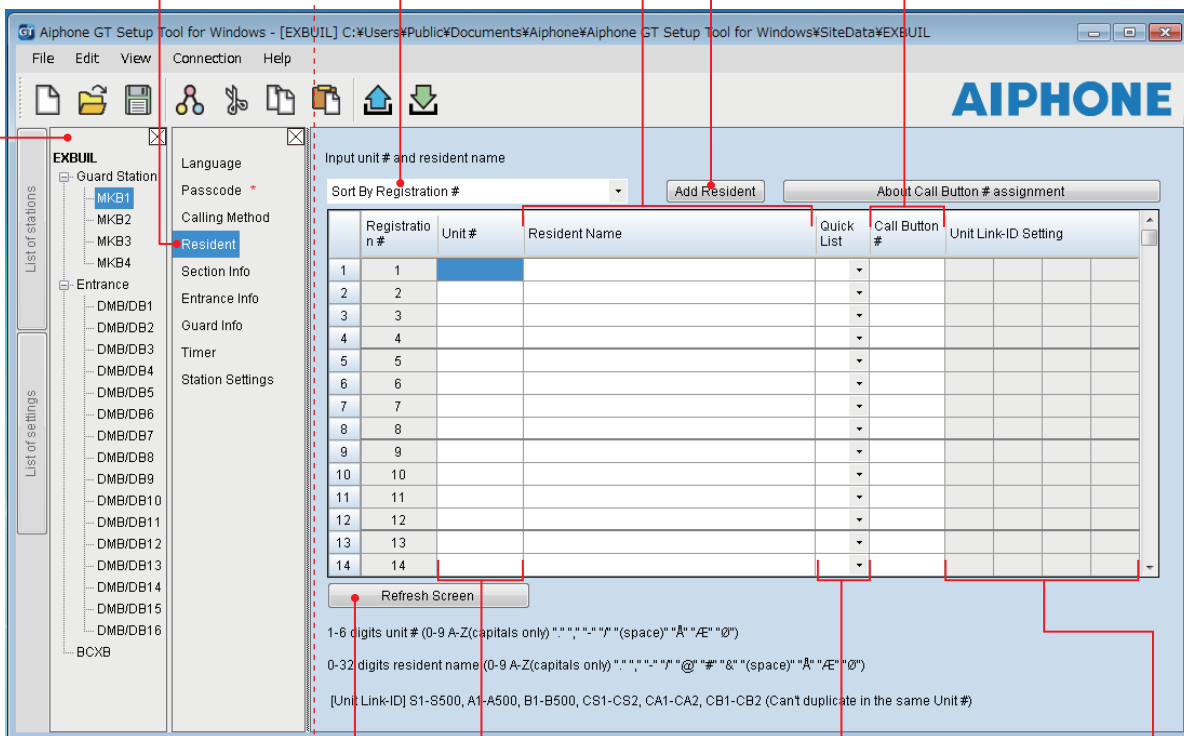 GT Aiphone GT Setup Tool for Windows - [EXBUIL] C:¥Users¥Public¥Documents¥Aiphone¥Aiphone GT Setup Tool for Windows¥SiteData¥EXBUIL
File Edit View Connection Help
AIPHONE
List of stations
List of settings
EXBUIL
Guard Station
MKB1
MKB2
MKB3
MKB4
Entrance
DMB/DB1
DMB/DB2
DMB/DB3
DMB/DB4
DMB/DB5
DMB/DB6
DMB/DB7
DMB/DB8
DMB/DB9
DMB/DB10
DMB/DB11
DMB/DB12
DMB/DB13
DMB/DB14
DMB/DB15
DMB/DB16
BCXB
Language
Passcode *
Calling Method
Resident
Section Info
Entrance Info
Guard Info
Timer
Station Settings
Input unit # and resident name
Sort By Registration # Add Resident About Call Button # assignment
Registratio
n # Unit # Resident Name Quick
List Call Button
# Unit Link-ID Setting
1 1
2 2
3 3
4 4
5 5
6 6
7 7
8 8
9 9
10 10
11 11
12 12
13 13
14 14
Refresh Screen
1-6 digits unit # (0-9 A-Z(capitals only) "." "," "-" "/" "(space)" "Å" "Æ" "Ø")
0-32 digits resident name (0-9 A-Z(capitals only) "." "," "-" "/" "@" "#" "&" "(space)" "Å" "Æ" "Ø")
[Unit Link-ID] S1-S500, A1-A500, B1-B500, CS1-CS2, CA1-CA2, CB1-CB2 (Can't duplicate in the same Unit #)